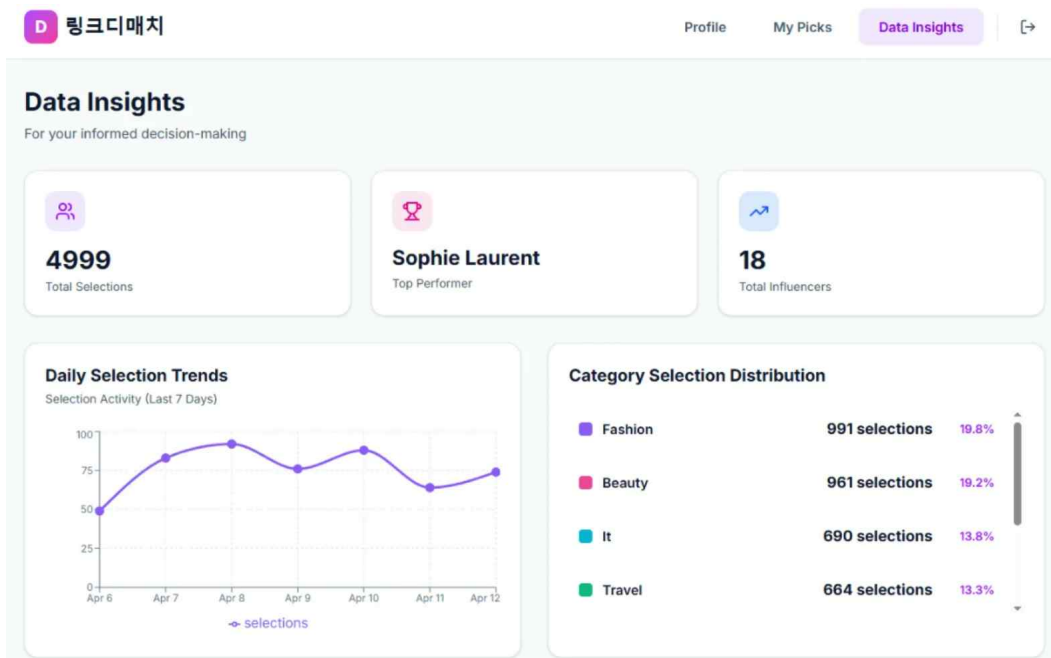 D 링크디매치
Profile My Picks Data Insights
Data Insights
For your informed decision-making
4999
Total Selections
Sophie Laurent
Top Performer
18
Total Influencers
Daily Selection Trends
Selection Activity (Last 7 Days)
100
75
50
25
0
Apr 6 Apr 7 Apr 8 Apr 9 Apr 10 Apr 11 Apr 12
selections
Category Selection Distribution
Fashion 991 selections 19.8%
Beauty 961 selections 19.2%
It 690 selections 13.8%
Travel 664 selections 13.3%